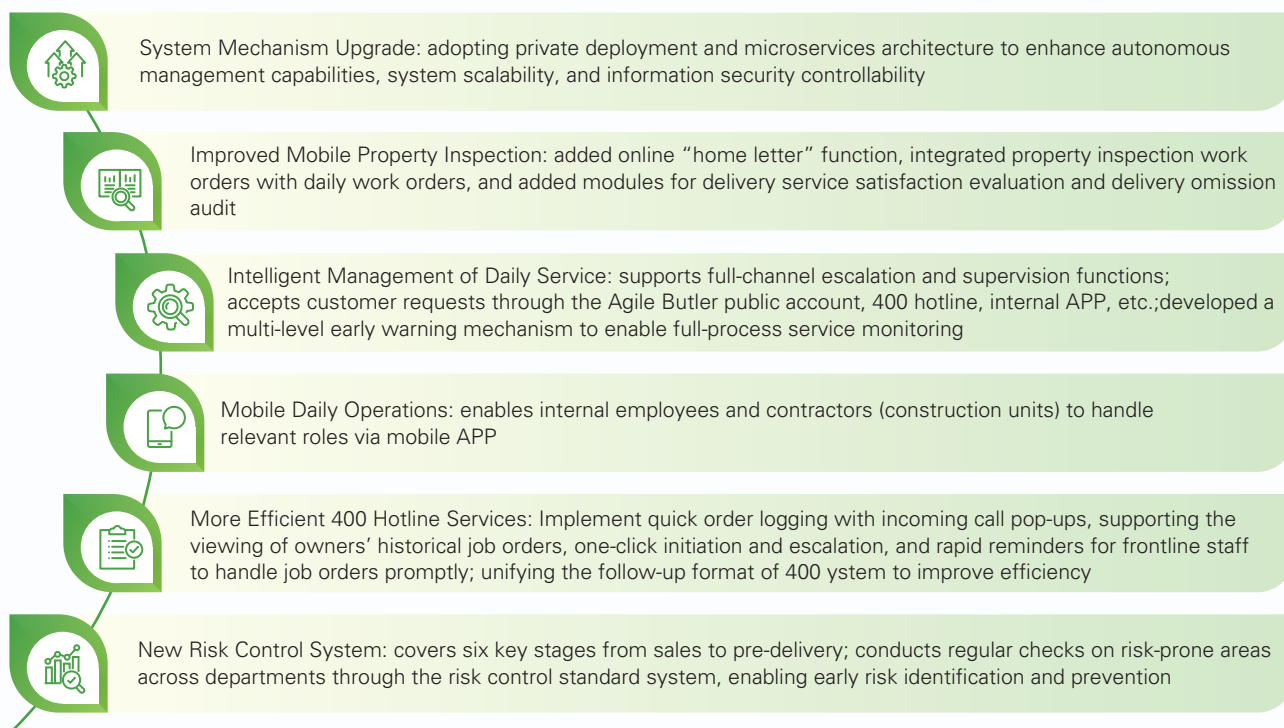 System Mechanism Upgrade: adopting private deployment and microservices architecture to enhance autonomous
management capabilities, system scalability, and information security controllability
Improved Mobile Property Inspection: added online “home letter” function, integrated property inspection work
orders with daily work orders, and added modules for delivery service satisfaction evaluation and delivery omission
audit
Intelligent Management of Daily Service: supports full-channel escalation and supervision functions;
accepts customer requests through the Agile Butler public account, 400 hotline, internal APP, etc.;developed a
multi-level early warning mechanism to enable full-process service monitoring
Mobile Daily Operations: enables internal employees and contractors (construction units) to handle
relevant roles via mobile APP
More Efficient 400 Hotline Services: Implement quick order logging with incoming call pop-ups, supporting the
viewing of owners’ historical job orders, one-click initiation and escalation, and rapid reminders for frontline staff
to handle job orders promptly; unifying the follow-up format of 400 ystem to improve efficiency
New Risk Control System: covers six key stages from sales to pre-delivery; conducts regular checks on risk-prone areas
across departments through the risk control standard system, enabling early risk identification and prevention